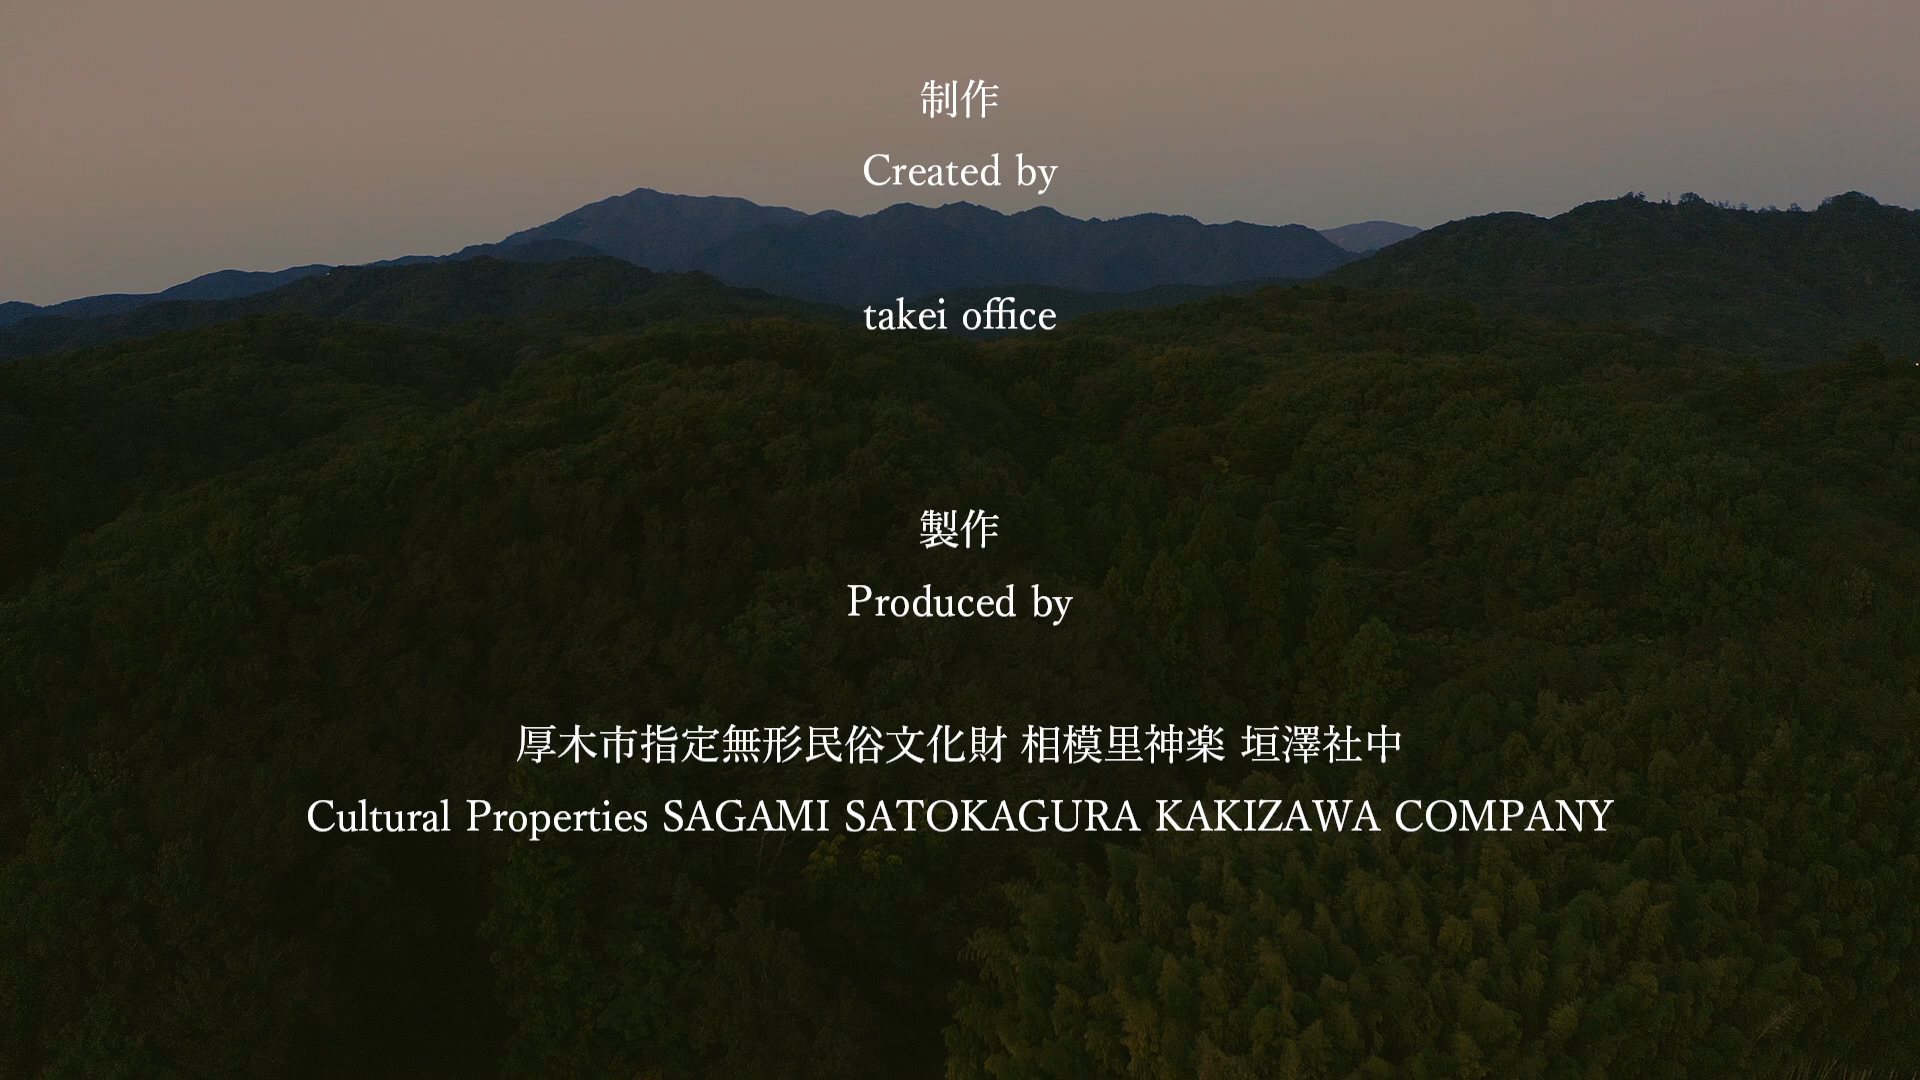 制作
Created by
takei office
製作
Produced by
厚木市指定無形民俗文化財 相模里神楽 垣澤社中
Cultural Properties SAGAMI SATOKAGURA KAKIZAWA COMPANY